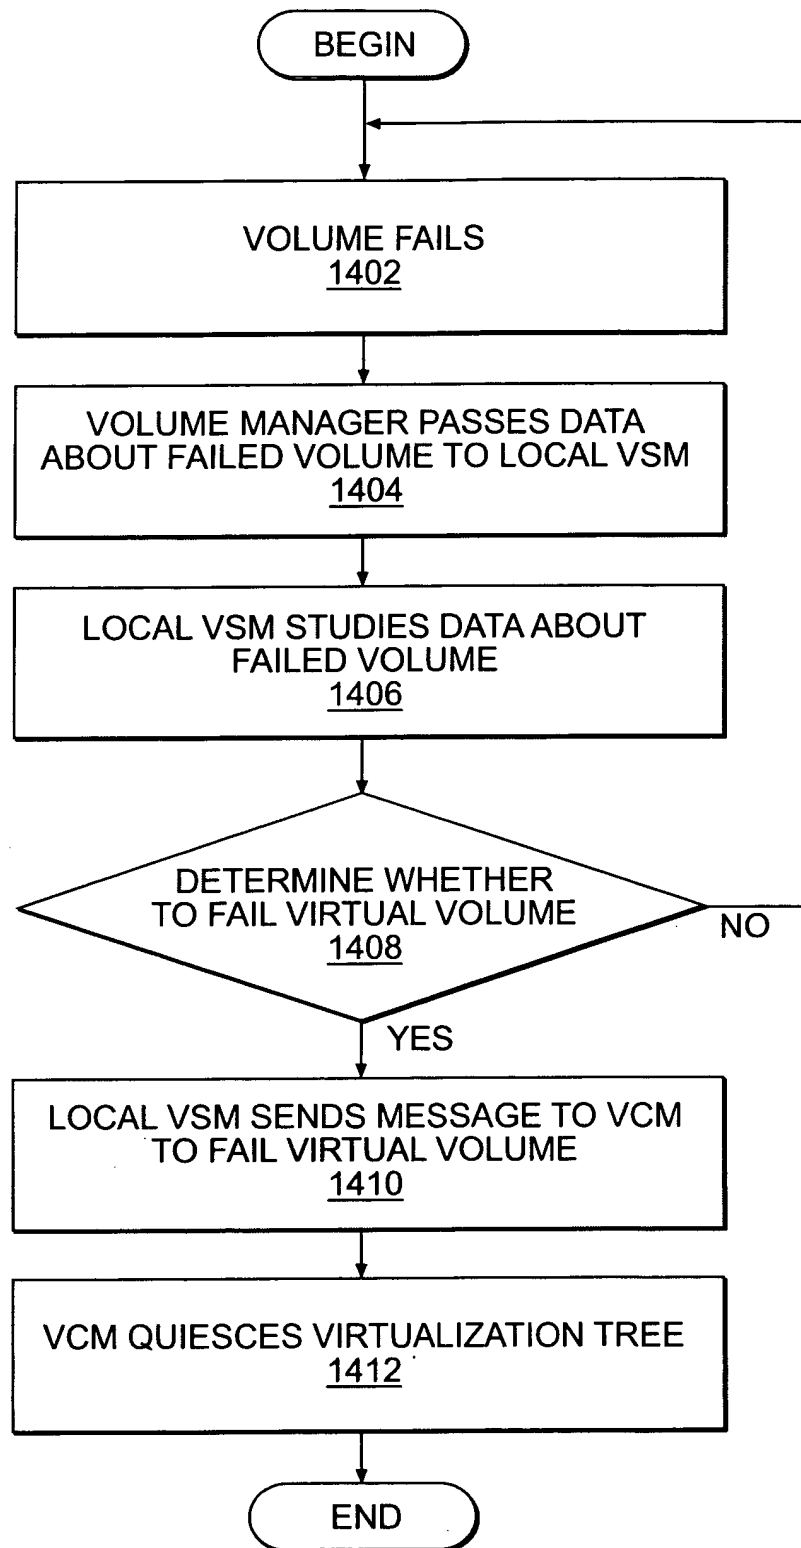 BEGIN
VOLUME FAILS
1402
VOLUME MANAGER PASSES DATA
ABOUT FAILED VOLUME TO LOCAL VSM
1404
LOCAL VSM STUDIES DATA ABOUT
FAILED VOLUME
1406
DETERMINE WHETHER
TO FAIL VIRTUAL VOLUME
1408
NO
YES
LOCAL VSM SENDS MESSAGE TO VCM
TO FAIL VIRTUAL VOLUME
1410
VCM QUIESCES VIRTUALIZATION TREE
1412
END